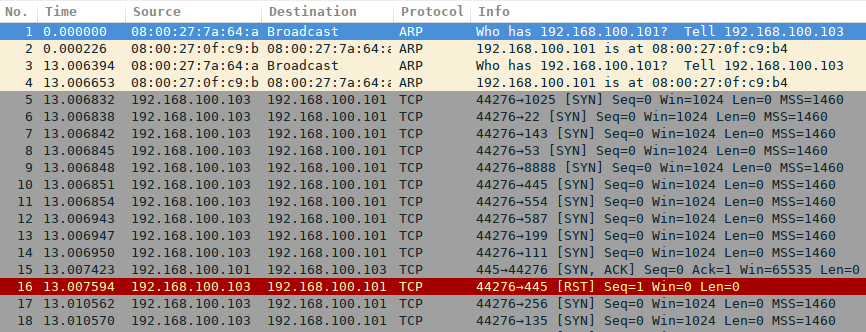 No. Time Source Destination Protocol Info
1 0.000000 08:00:27:7a:64:a Broadcast ARP Who has 192.168.100.101? Tell 192.168.100.103
2 0.000226 08:00:27:0f:c9:b 08:00:27:7a:64:a ARP 192.168.100.101 is at 08:00:27:0f:c9:b4
3 13.006394 08:00:27:7a:64:a Broadcast ARP Who has 192.168.100.101? Tell 192.168.100.103
4 13.006653 08:00:27:0f:c9:b 08:00:27:7a:64:a ARP 192.168.100.101 is at 08:00:27:0f:c9:b4
5 13.006832 192.168.100.103 192.168.100.101 TCP 44276→1025 [SYN] Seq=0 Win=1024 Len=0 MSS=1460
6 13.006838 192.168.100.103 192.168.100.101 TCP 44276→22 [SYN] Seq=0 Win=1024 Len=0 MSS=1460
7 13.006842 192.168.100.103 192.168.100.101 TCP 44276→143 [SYN] Seq=0 Win=1024 Len=0 MSS=1460
8 13.006845 192.168.100.103 192.168.100.101 TCP 44276→53 [SYN] Seq=0 Win=1024 Len=0 MSS=1460
9 13.006848 192.168.100.103 192.168.100.101 TCP 44276→8888 [SYN] Seq=0 Win=1024 Len=0 MSS=1460
10 13.006851 192.168.100.103 192.168.100.101 TCP 44276→445 [SYN] Seq=0 Win=1024 Len=0 MSS=1460
11 13.006854 192.168.100.103 192.168.100.101 TCP 44276→554 [SYN] Seq=0 Win=1024 Len=0 MSS=1460
12 13.006943 192.168.100.103 192.168.100.101 TCP 44276→587 [SYN] Seq=0 Win=1024 Len=0 MSS=1460
13 13.006947 192.168.100.103 192.168.100.101 TCP 44276→199 [SYN] Seq=0 Win=1024 Len=0 MSS=1460
14 13.006950 192.168.100.103 192.168.100.101 TCP 44276→111 [SYN] Seq=0 Win=1024 Len=0 MSS=1460
15 13.007423 192.168.100.101 192.168.100.103 TCP 445→44276 [SYN, ACK] Seq=0 Ack=1 Win=65535 Len=0
16 13.007594 192.168.100.103 192.168.100.101 TCP 44276→445 [RST] Seq=1 Win=0 Len=0
17 13.010562 192.168.100.103 192.168.100.101 TCP 44276→256 [SYN] Seq=0 Win=1024 Len=0 MSS=1460
18 13.010570 192.168.100.103 192.168.100.101 TCP 44276→135 [SYN] Seq=0 Win=1024 Len=0 MSS=1460